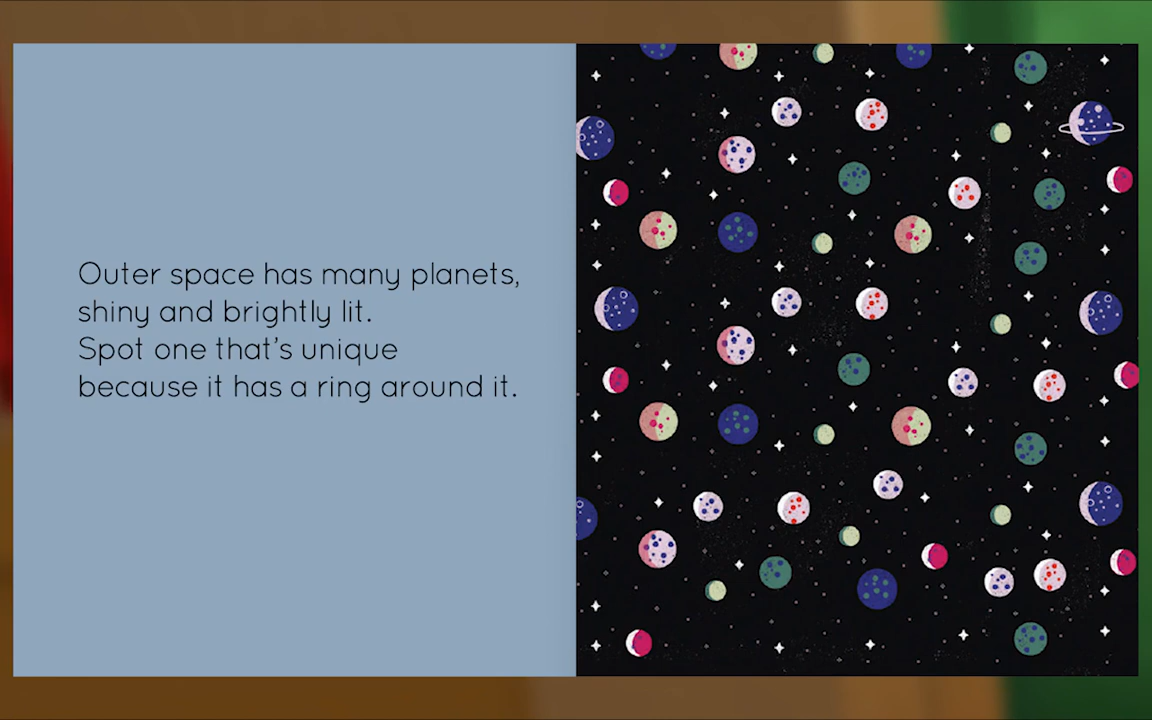 Outer space has many planets,
shiny and brightly lit.
Spot one that's unique
because it has a ring around it.